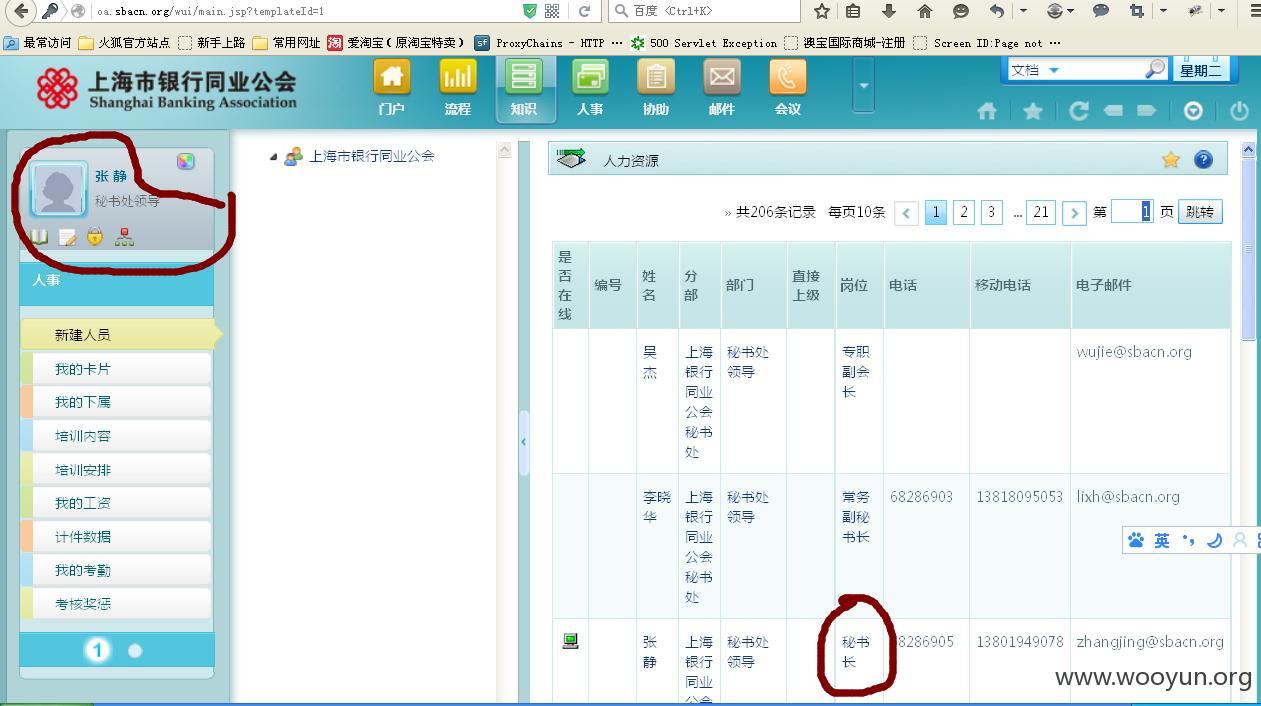 oa.sbacn.org/wui/main.jsp?templateId=1
百度 <Ctrl+K>
最常访问 火狐官方站点 新手上路 常用网址 爱淘宝（原淘宝特卖） ProxyChains - HTTP … 500 Servlet Exception 澳宝国际商城-注册 Screen ID:Page not …
上海市银行同业公会
Shanghai Banking Association
门户 流程 知识 人事 协助 邮件 会议
文档 星期二
张 静
秘书处领导
人事
新建人员
我的卡片
我的下属
培训内容
培训安排
我的工资
计件数据
我的考勤
考核奖惩
1
上海市银行同业公会
人力资源
» 共206条记录 每页10条 1 2 3 ... 21 第 1 页 跳转
是否在线 编号 姓名 分部 部门 直接上级 岗位 电话 移动电话 电子邮件
吴杰 上海银行同业公会秘书处 秘书处领导 专职副会长 wujie@sbacn.org
李晓华 上海银行同业公会秘书处 秘书处领导 常务副秘书长 68286903 13818095053 lixh@sbacn.org
英
张静 上海银行同业公会 秘书处领导 秘书长 8286905 13801949078 zhangjing@sbacn.org
www.wooyun.org